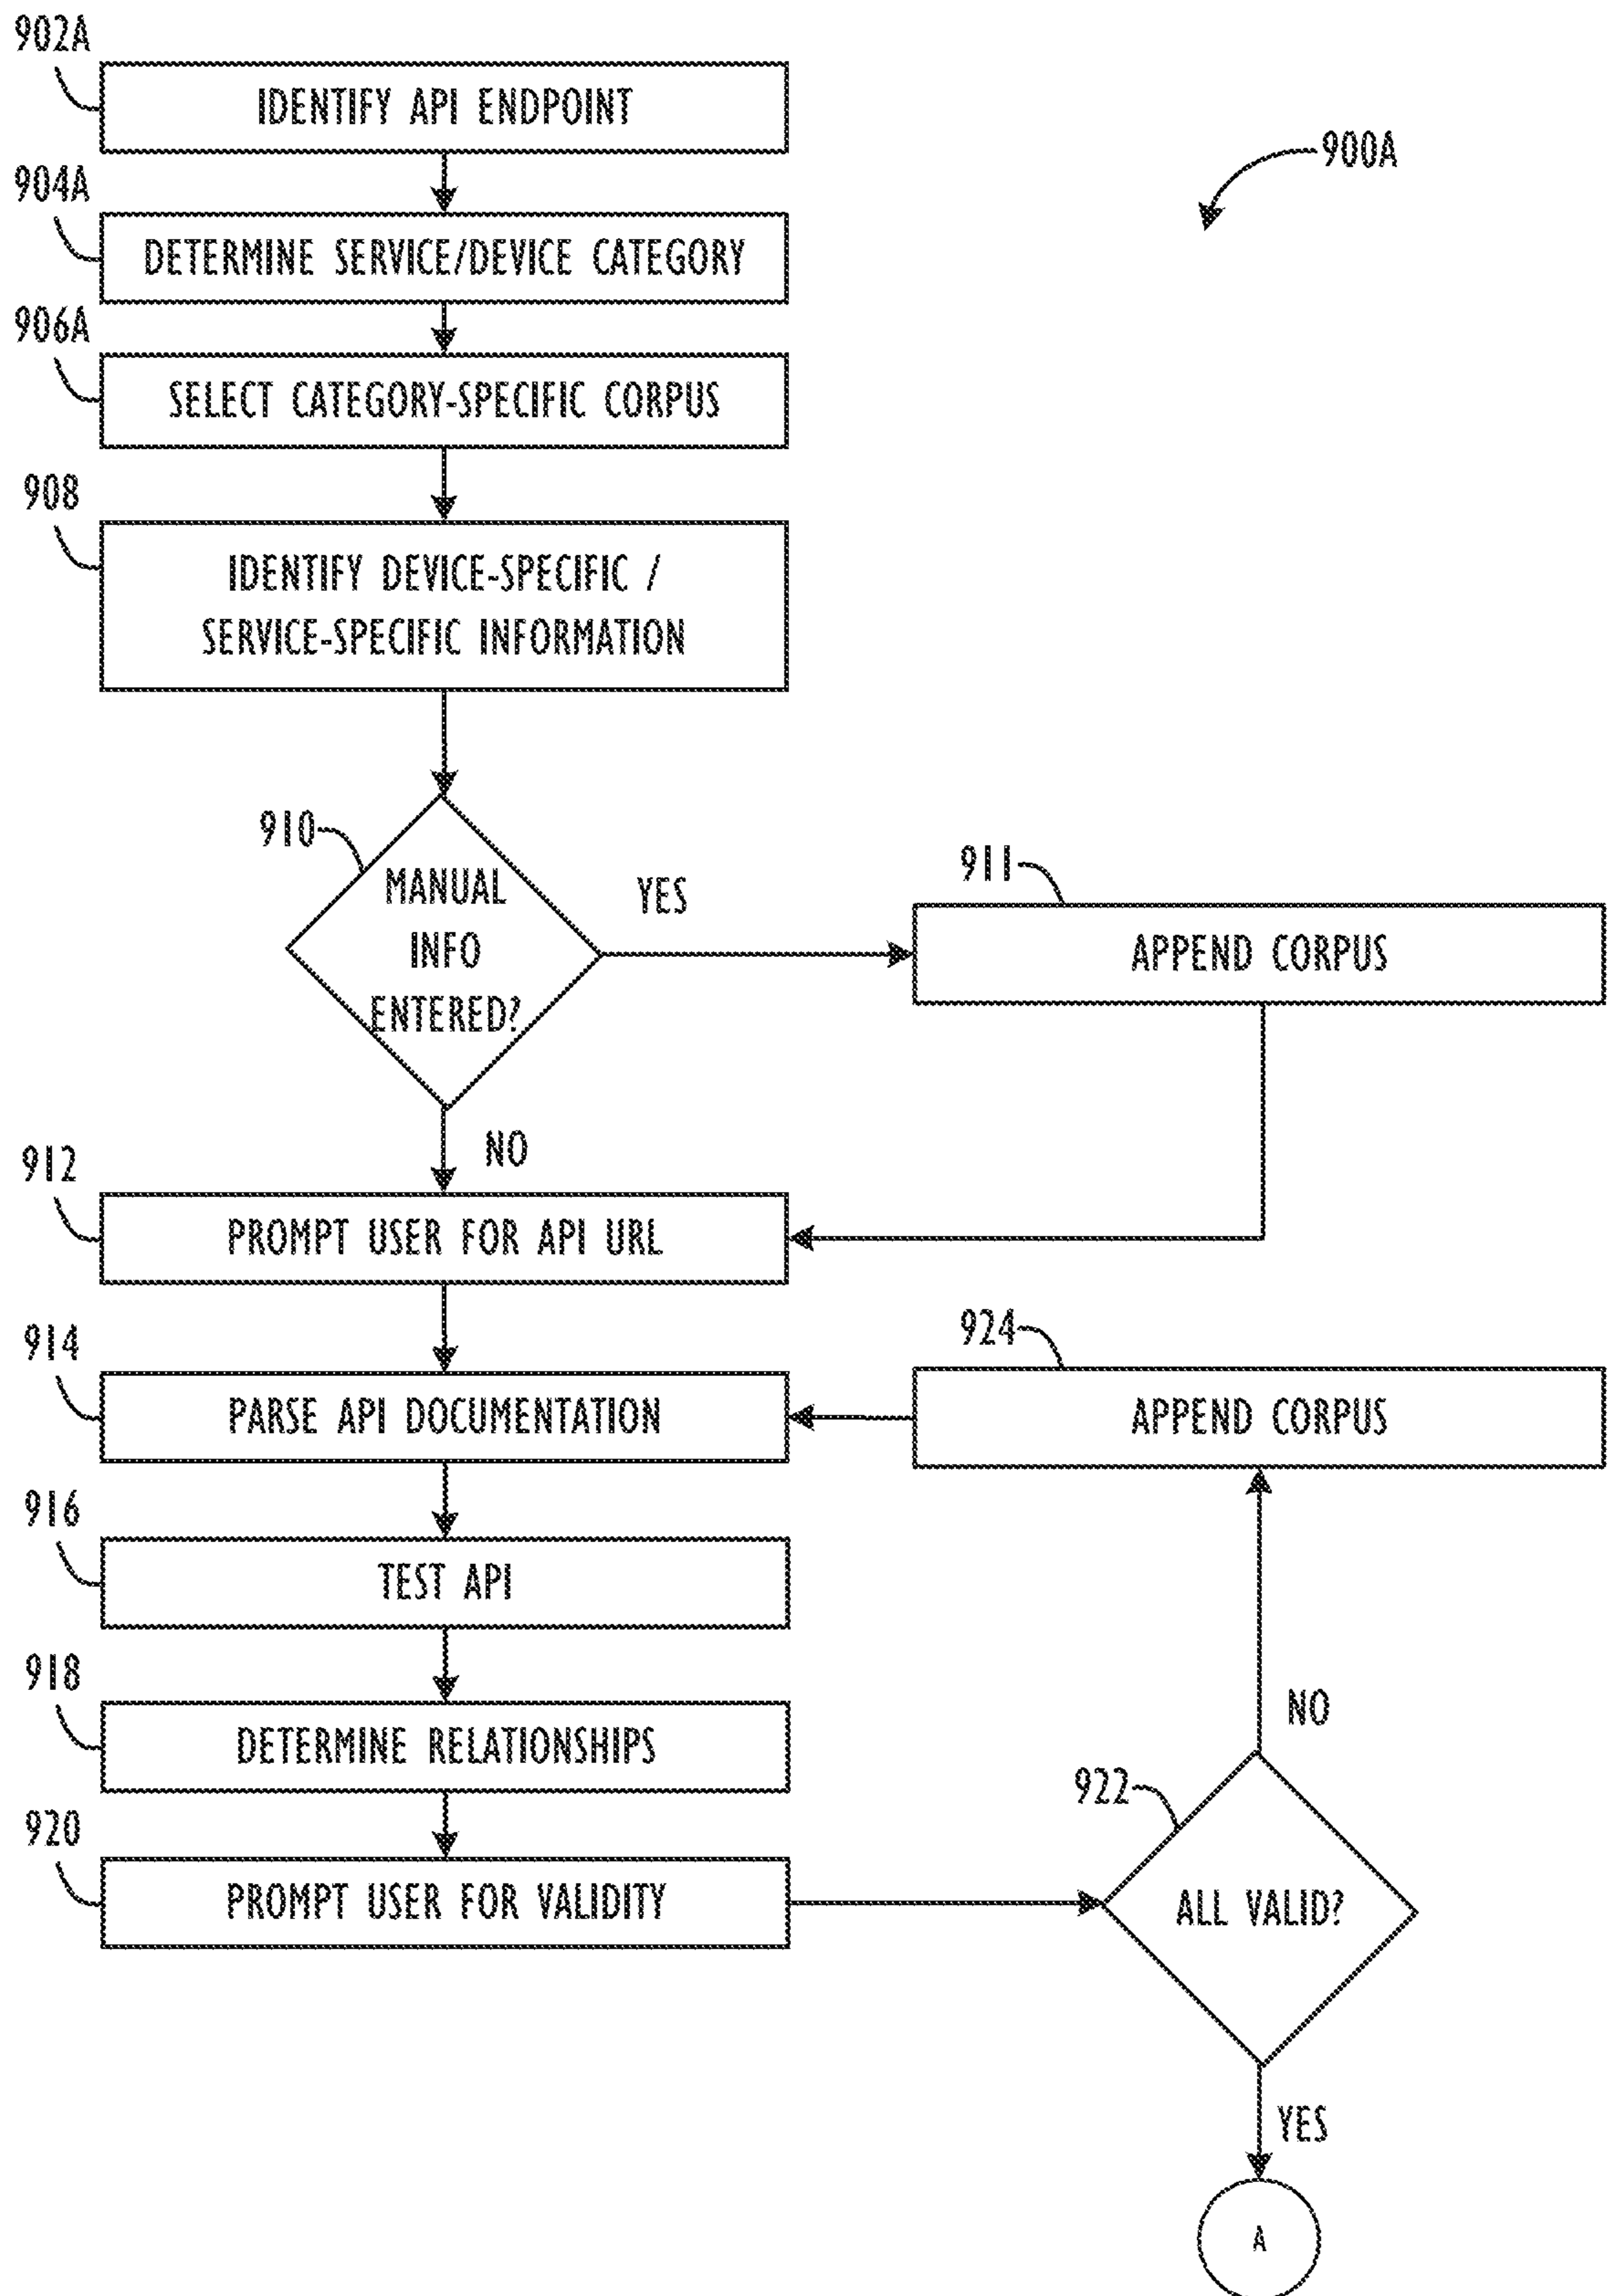 902A
IDENTIFY API ENDPOINT
900A
904A
DETERMINE SERVICE/DEVICE CATEGORY
906A
SELECT CATEGORY-SPECIFIC CORPUS
908
IDENTIFY DEVICE-SPECIFIC /
SERVICE-SPECIFIC INFORMATION
910
MANUAL
INFO
ENTERED?
YES
911
APPEND CORPUS
NO
912
PROMPT USER FOR API URL
914
PARSE API DOCUMENTATION
924
APPEND CORPUS
916
TEST API
918
DETERMINE RELATIONSHIPS
NO
920
PROMPT USER FOR VALIDITY
922
ALL VALID?
YES
A